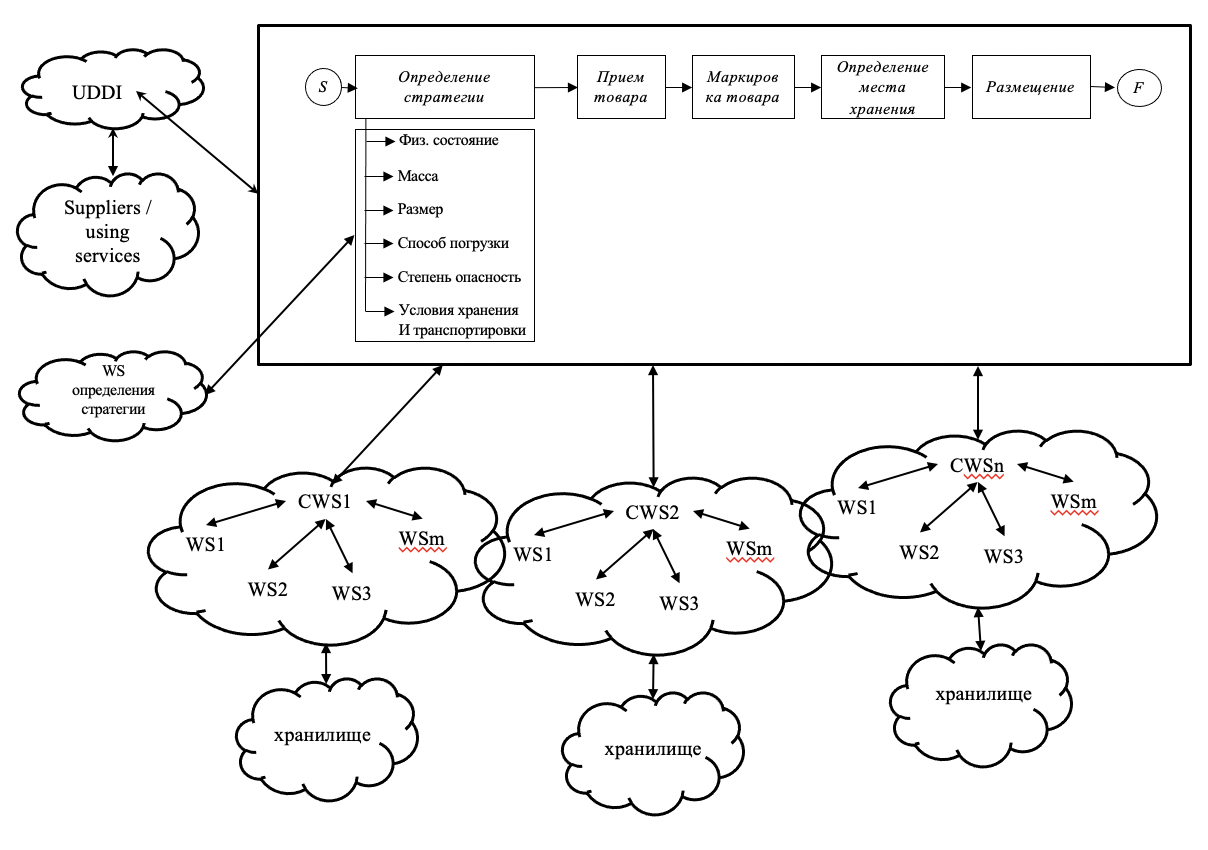 UDDI
Suppliers /
using
services
WS
определения
стратегии
S
Определение
стратегии
Прием
товара
Маркиров
ка товара
Определение
места
хранения
Размещение
F
Физ. состояние
Масса
Размер
Способ погрузки
Степень опасность
Условия хранения
И транспортировки
CWS1
WS1
WSm
WS2
WS3
CWS2
WS1
WSm
WS2
WS3
CWSn
WS1
WSm
WS2
WS3
хранилище
хранилище
хранилище